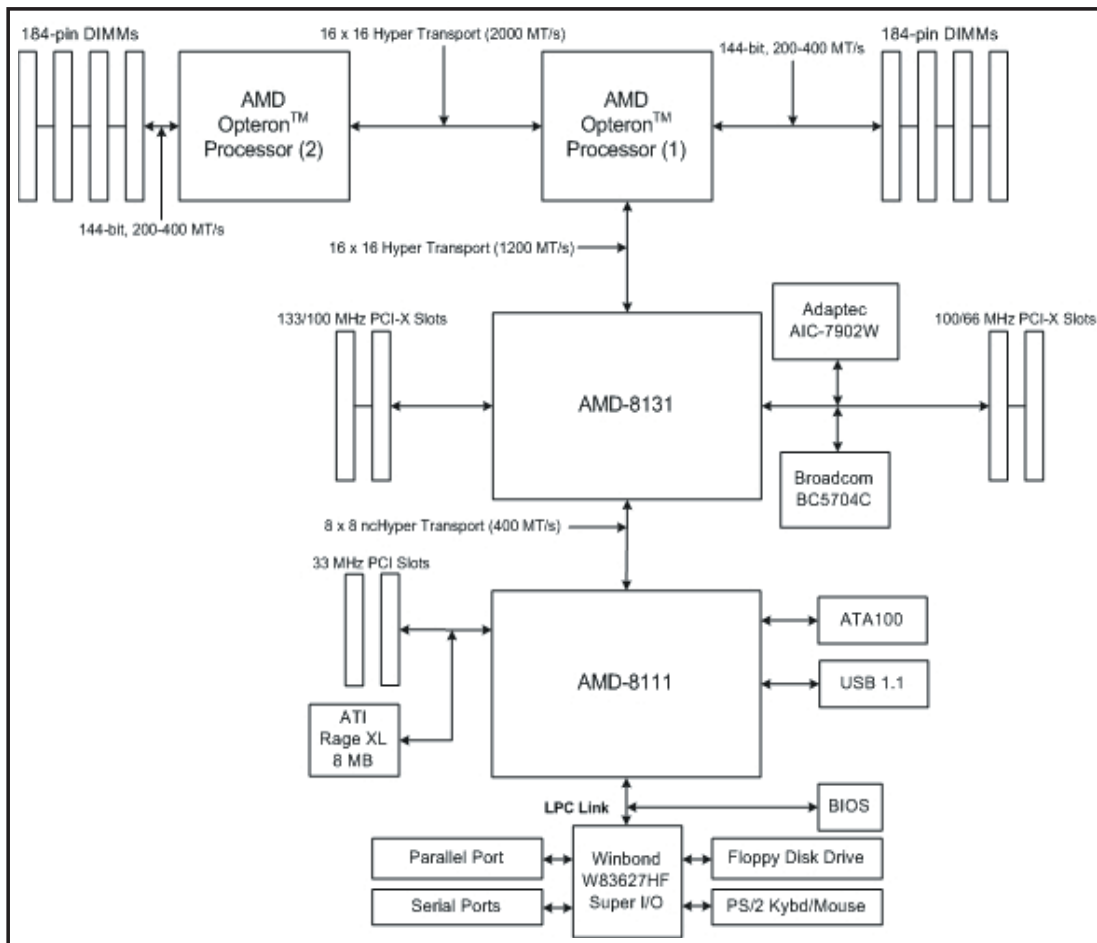 184-pin DIMMs
16 x 16 Hyper Transport (2000 MT/s)
144-bit, 200-400 MT/s
184-pin DIMMs
AMD
Opteron™
Processor (2)
AMD
Opteron™
Processor (1)
144-bit, 200-400 MT/s
16 x 16 Hyper Transport (1200 MT/s)
133/100 MHz PCI-X Slots
Adaptec
AIC-7902W
100/66 MHz PCI-X Slots
AMD-8131
Broadcom
BC5704C
8 x 8 ncHyper Transport (400 MT/s)
33 MHz PCI Slots
ATA100
AMD-8111
USB 1.1
ATI
Rage XL
8 MB
LPC Link
BIOS
Parallel Port
Winbond
W83627HF
Super I/O
Floppy Disk Drive
Serial Ports
PS/2 Kybd/Mouse